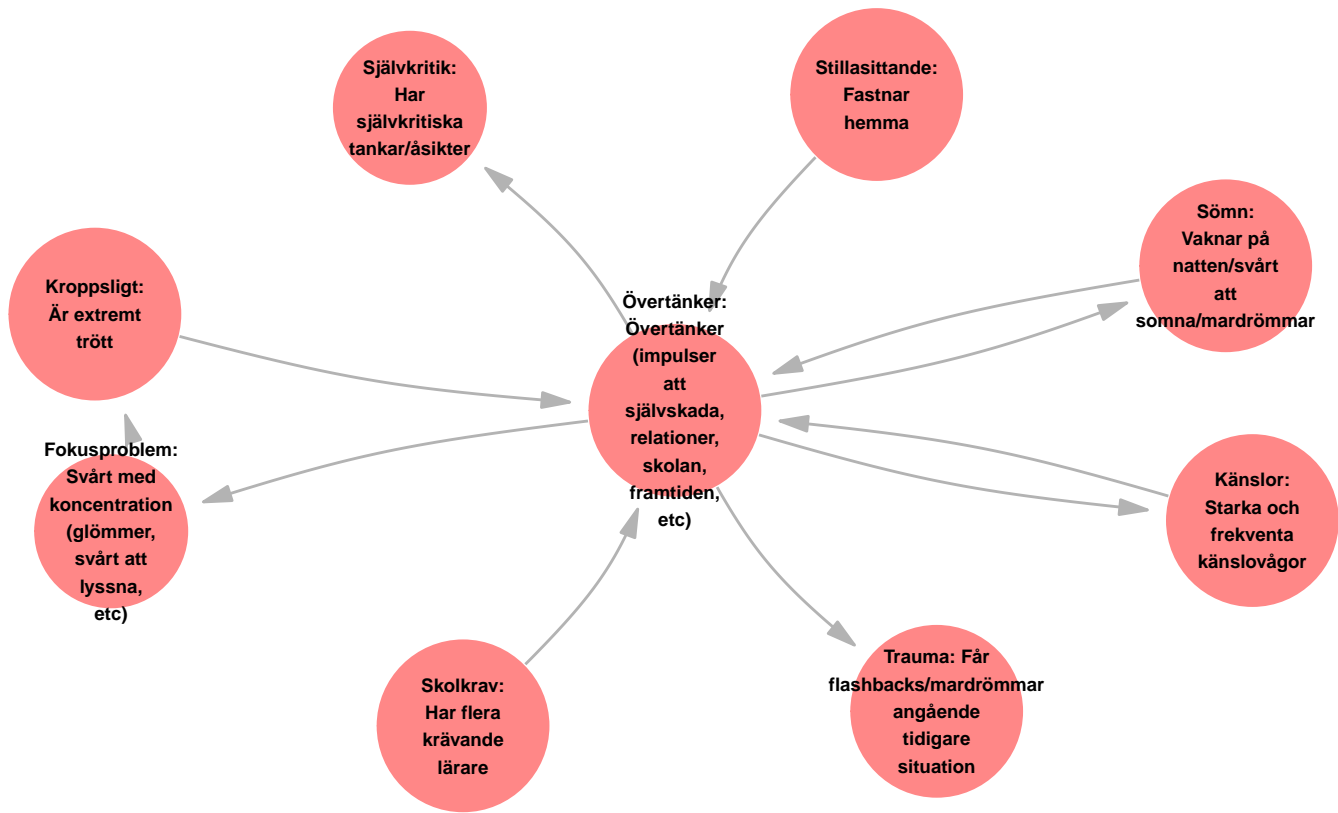 Självkritik:
Har
självkritiska
tankar/åsikter
Stillasittande:
Fastnar
hemma
Sömn:
Vaknar på
natten/svårt
att
somna/mardrömmar
Kroppsligt:
Är extremt
trött
Övertänker:
Övertänker
(impulser
att
självskada,
relationer,
skolan,
framtiden,
etc)
Fokusproblem:
Svårt med
koncentration
(glömmer,
svårt att
lyssna,
etc)
Känslor:
Starka och
frekventa
känslovågor
Skolkrav:
Har flera
krävande
lärare
Trauma: Får
flashbacks/mardrömmar
angående
tidigare
situation